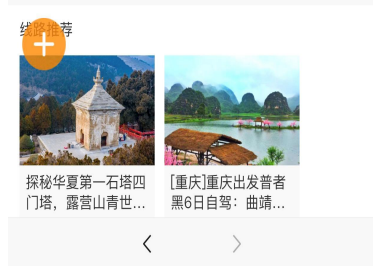 线路推荐
探秘华夏第一石塔四
门塔，露营山青世…
[重庆]重庆出发普者
黑6日自驾：曲靖…